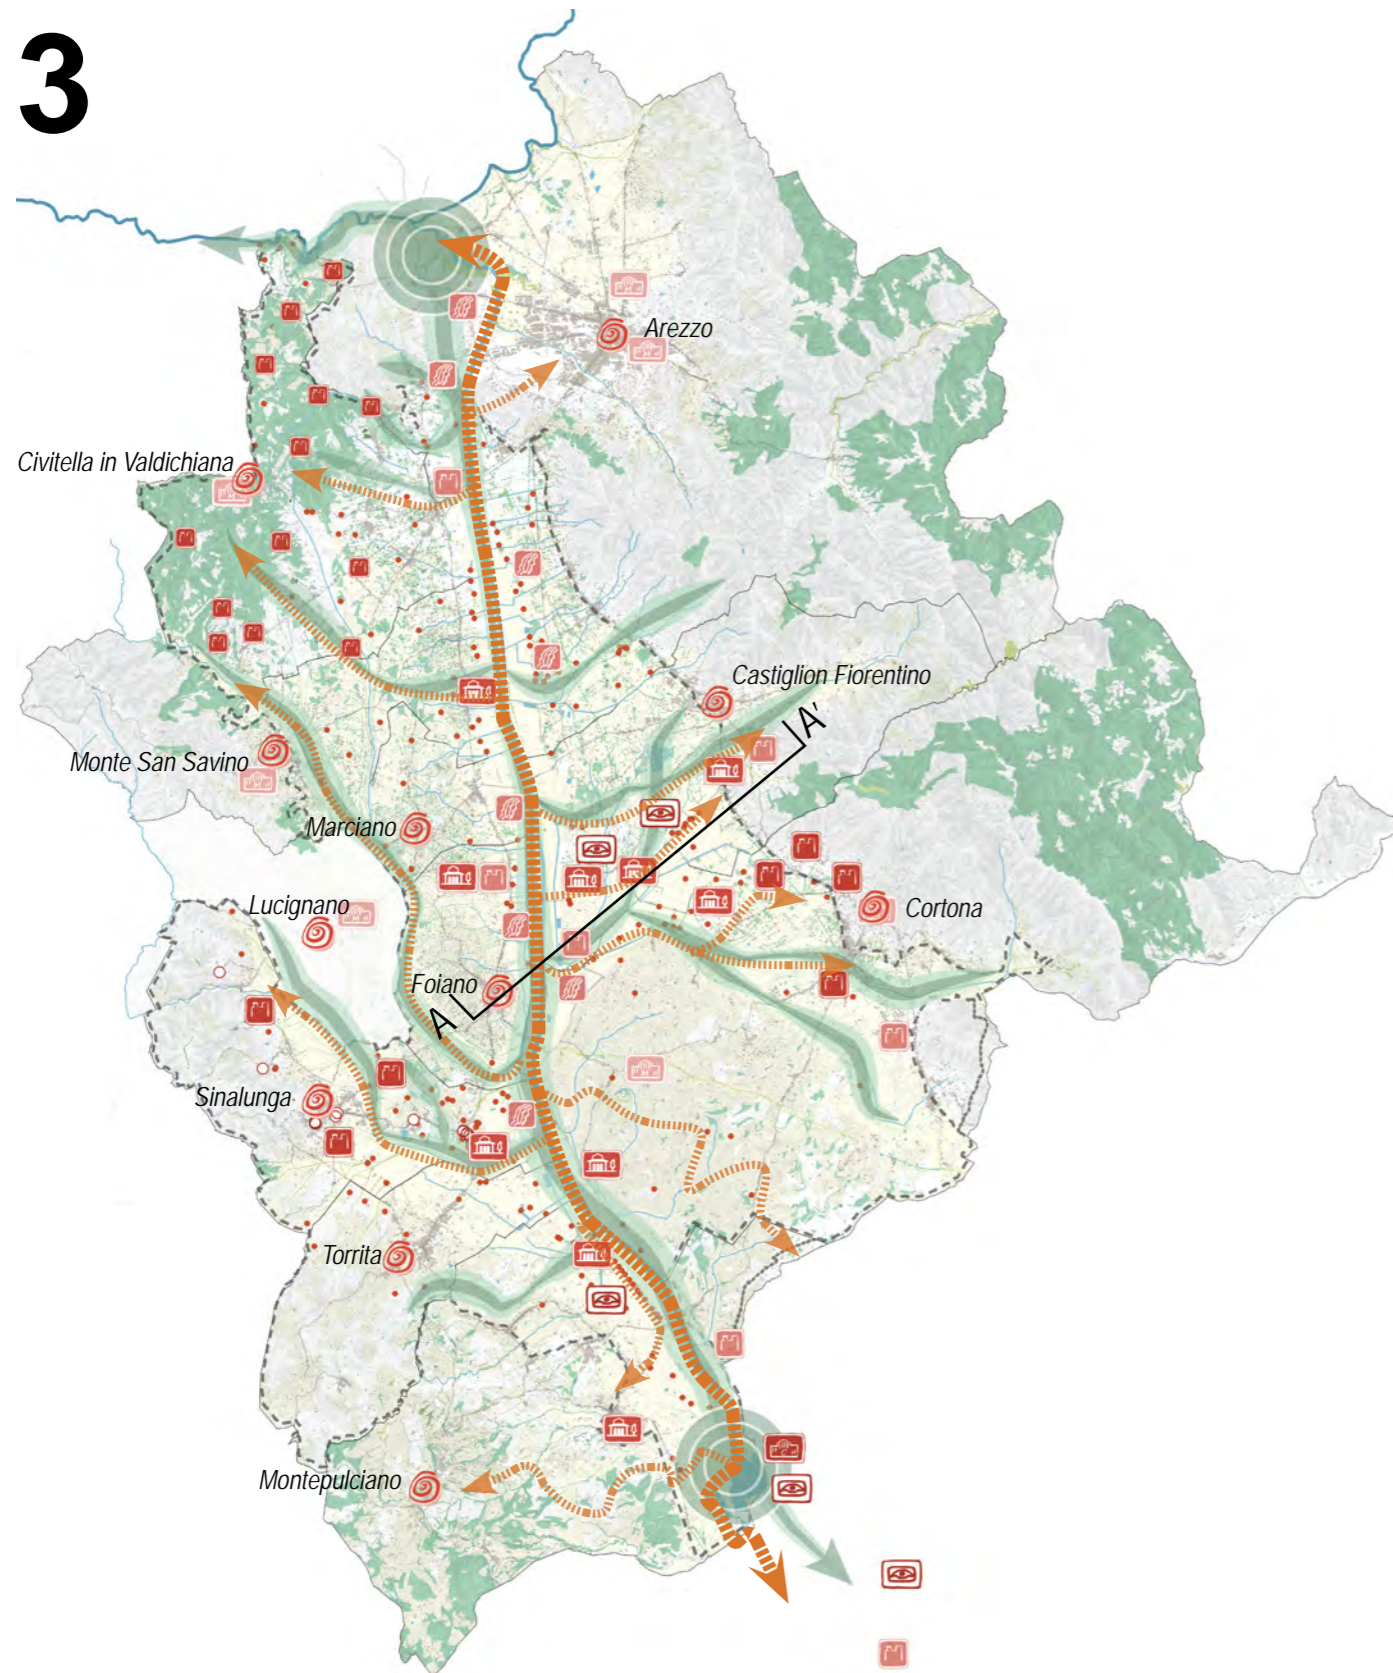 3
Arezzo
Civitella in Valdichiana
Castiglion Fiorentino
A'
Monte San Savino
Marciano
Lucignano
Cortona
Foiano
A
Sinalunga
Torrita
Montepulciano